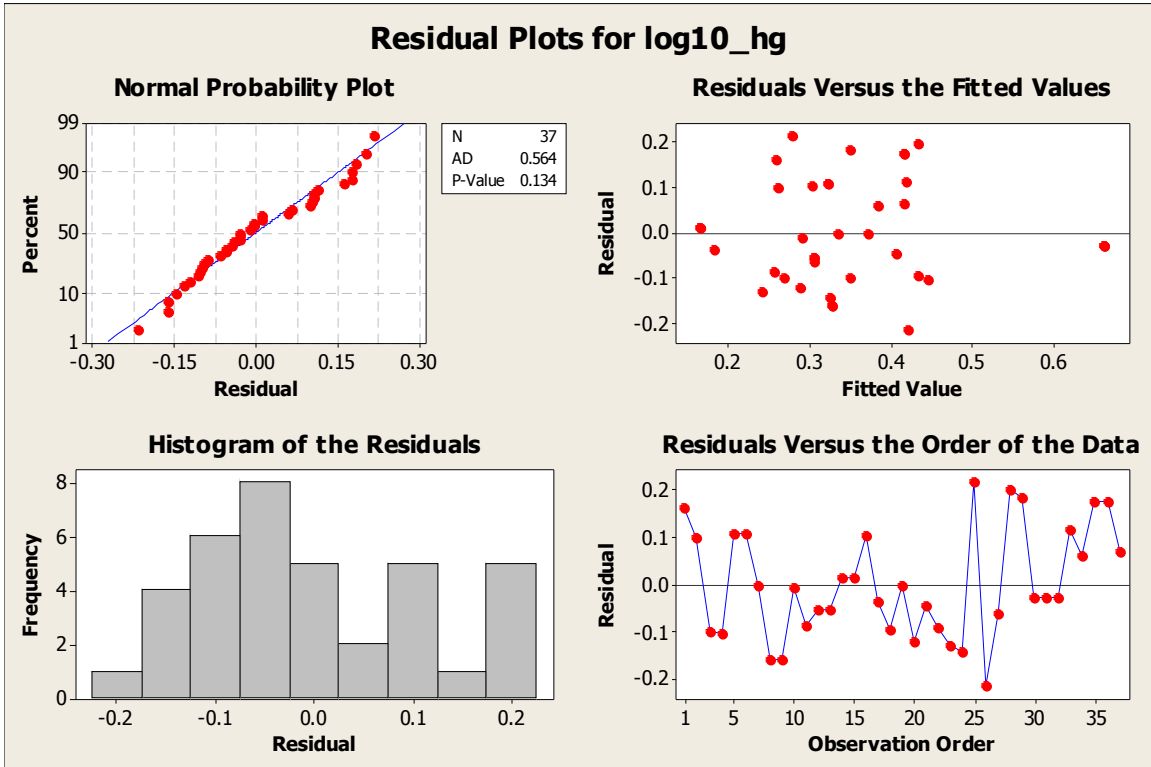 Residual Plots for log10_hg
Normal Probability Plot
99
90
50
10
1
Percent
-0.30 -0.15 0.00 0.15 0.30
Residual
N 37
AD 0.564
P-Value 0.134
Residuals Versus the Fitted Values
0.2
0.1
0.0
-0.1
-0.2
Residual
0.2 0.3 0.4 0.5 0.6
Fitted Value
Histogram of the Residuals
8
6
4
2
0
Frequency
-0.2 -0.1 0.0 0.1 0.2
Residual
Residuals Versus the Order of the Data
0.2
0.1
0.0
-0.1
-0.2
Residual
1 5 10 15 20 25 30 35
Observation Order